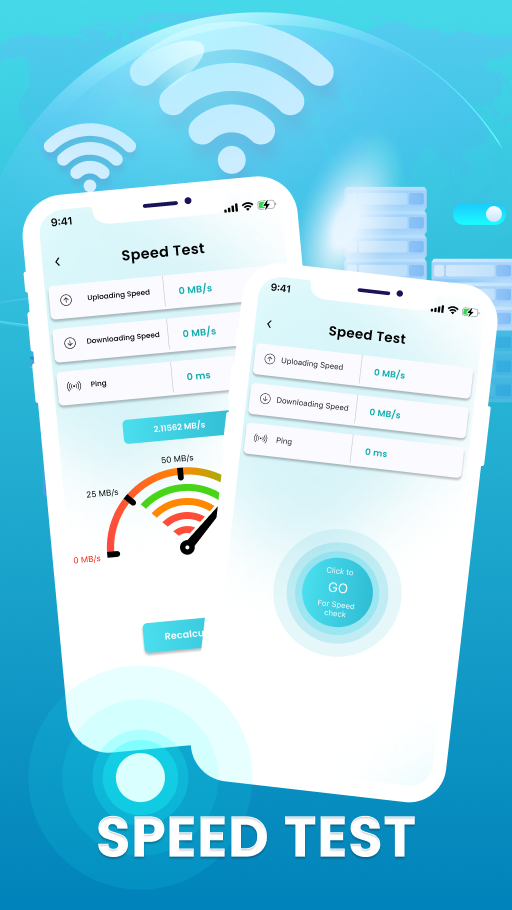 9:41
Speed Test
Uploading Speed
0 MB/s
Downloading Speed
0 MB/s
Ping
0 ms
2.11562 MB/s
50 MB/s
25 MB/s
0 MB/s
Recalcu
9:41
Speed Test
Uploading Speed
0 MB/s
Downloading Speed
0 MB/s
Ping
0 ms
Click to
GO
For Speed
check
SPEED TEST